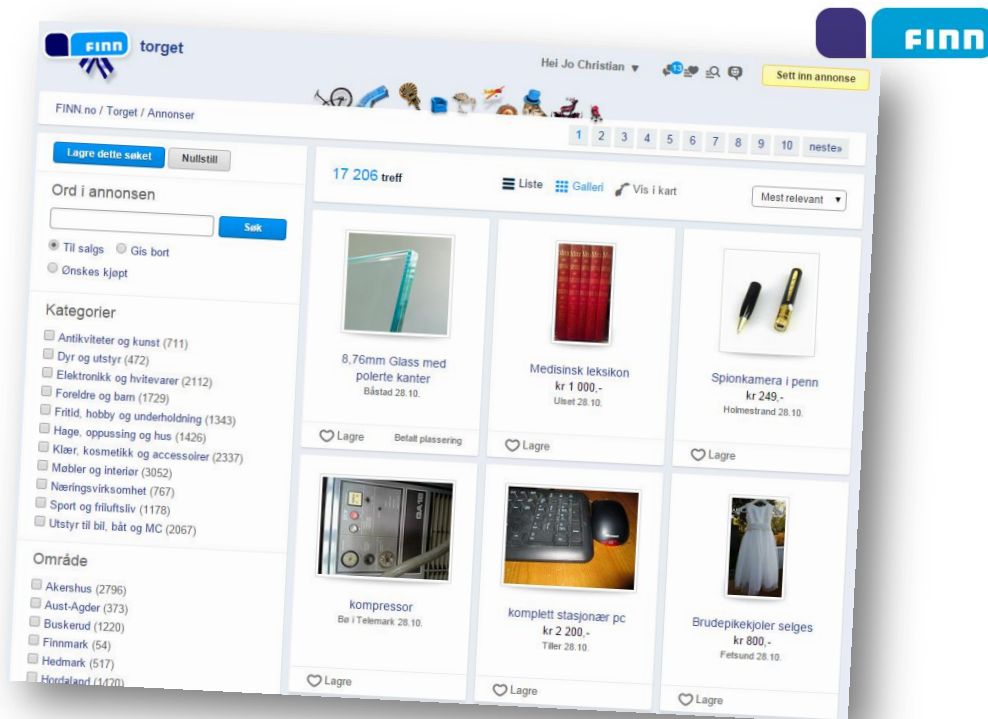 FINN
FINN torget
Hei Jo Christian ▼
13
Sett inn annonse
FINN.no / Torget / Annonser
1 2 3 4 5 6 7 8 9 10 neste»
Lagre dette søket
Nullstill
Ord i annonsen
Søk
Til salgs
Gis bort
Ønskes kjøpt
Kategorier
Antikviteter og kunst (711)
Dyr og utstyr (472)
Elektronikk og hvitevarer (2112)
Foreldre og barn (1729)
Fritid, hobby og underholdning (1343)
Hage, oppussing og hus (1426)
Klær, kosmetikk og accessoirer (2337)
Møbler og interiør (3052)
Næringsvirksomhet (767)
Sport og friluftsliv (1178)
Utstyr til bil, båt og MC (2067)
Område
Akershus (2796)
Aust-Agder (373)
Buskerud (1220)
Finnmark (54)
Hedmark (517)
Hordaland (1420)
17 206 treff
Liste
Galleri
Vis i kart
Mest relevant ▼
8,76mm Glass med
polerte kanter
Båstad 28.10.
Lagre
Betalt plassering
Medisinsk leksikon
kr 1 000,-
Ulset 28.10.
Lagre
Spionkamera i penn
kr 249,-
Holmestrand 28.10.
Lagre
kompressor
Bø i Telemark 28.10.
Lagre
komplett stasjonær pc
kr 2 200,-
Tiller 28.10.
Lagre
Brudepikekjoler selges
kr 800,-
Fetsund 28.10.
Lagre